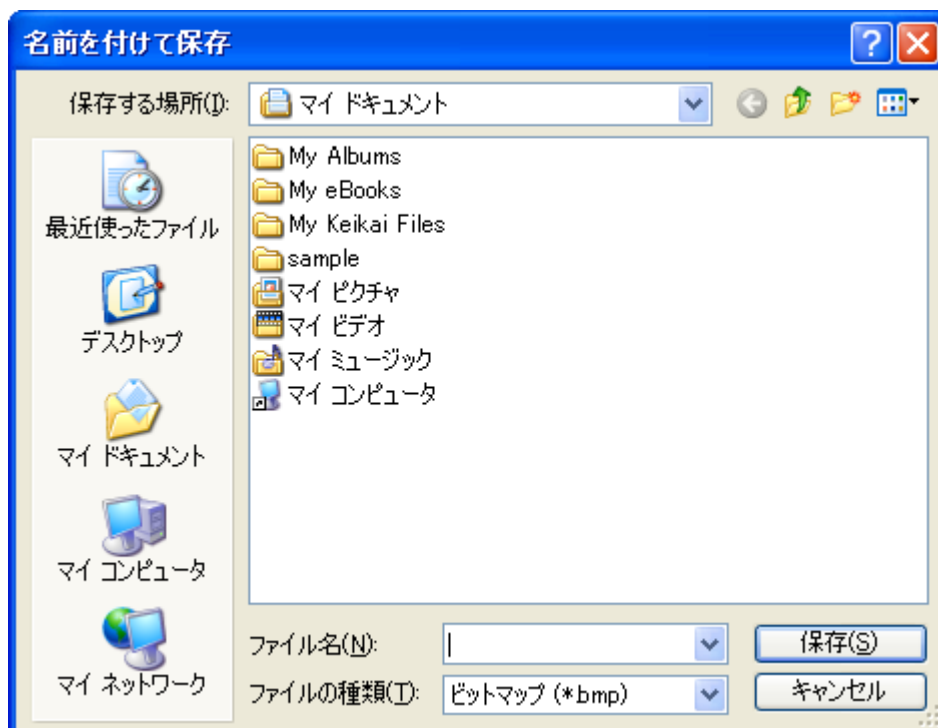 名前を付けて保存
保存する場所(I):
マイ ドキュメント
最近使ったファイル
デスクトップ
マイ ドキュメント
マイ コンピュータ
マイ ネットワーク
My Albums
My eBooks
My Keikai Files
sample
マイ ピクチャ
マイ ビデオ
マイ ミュージック
マイ コンピュータ
ファイル名(N):
保存(S)
ファイルの種類(T):
ビットマップ (*.bmp)
キャンセル